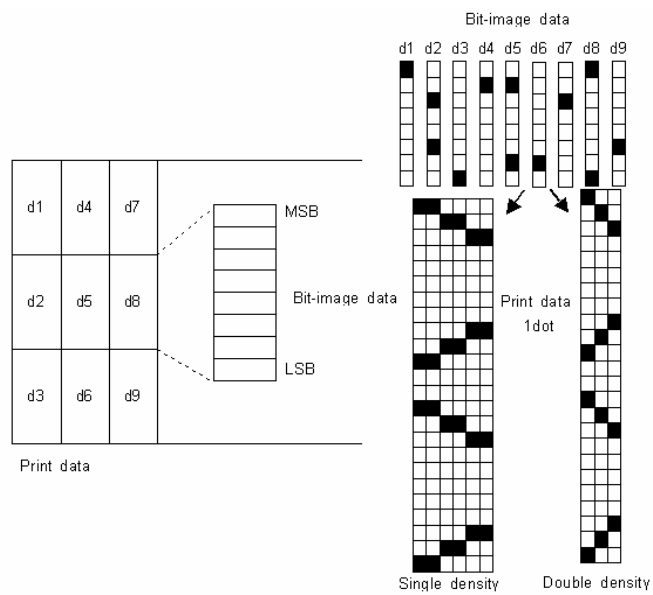 Bit-image data
d1 d2 d3 d4 d5 d6 d7 d8 d9
d1 d4 d7
d2 d5 d8
d3 d6 d9
MSB
Bit-image data
LSB
Print data
Print data
1dot
Single density
Double density